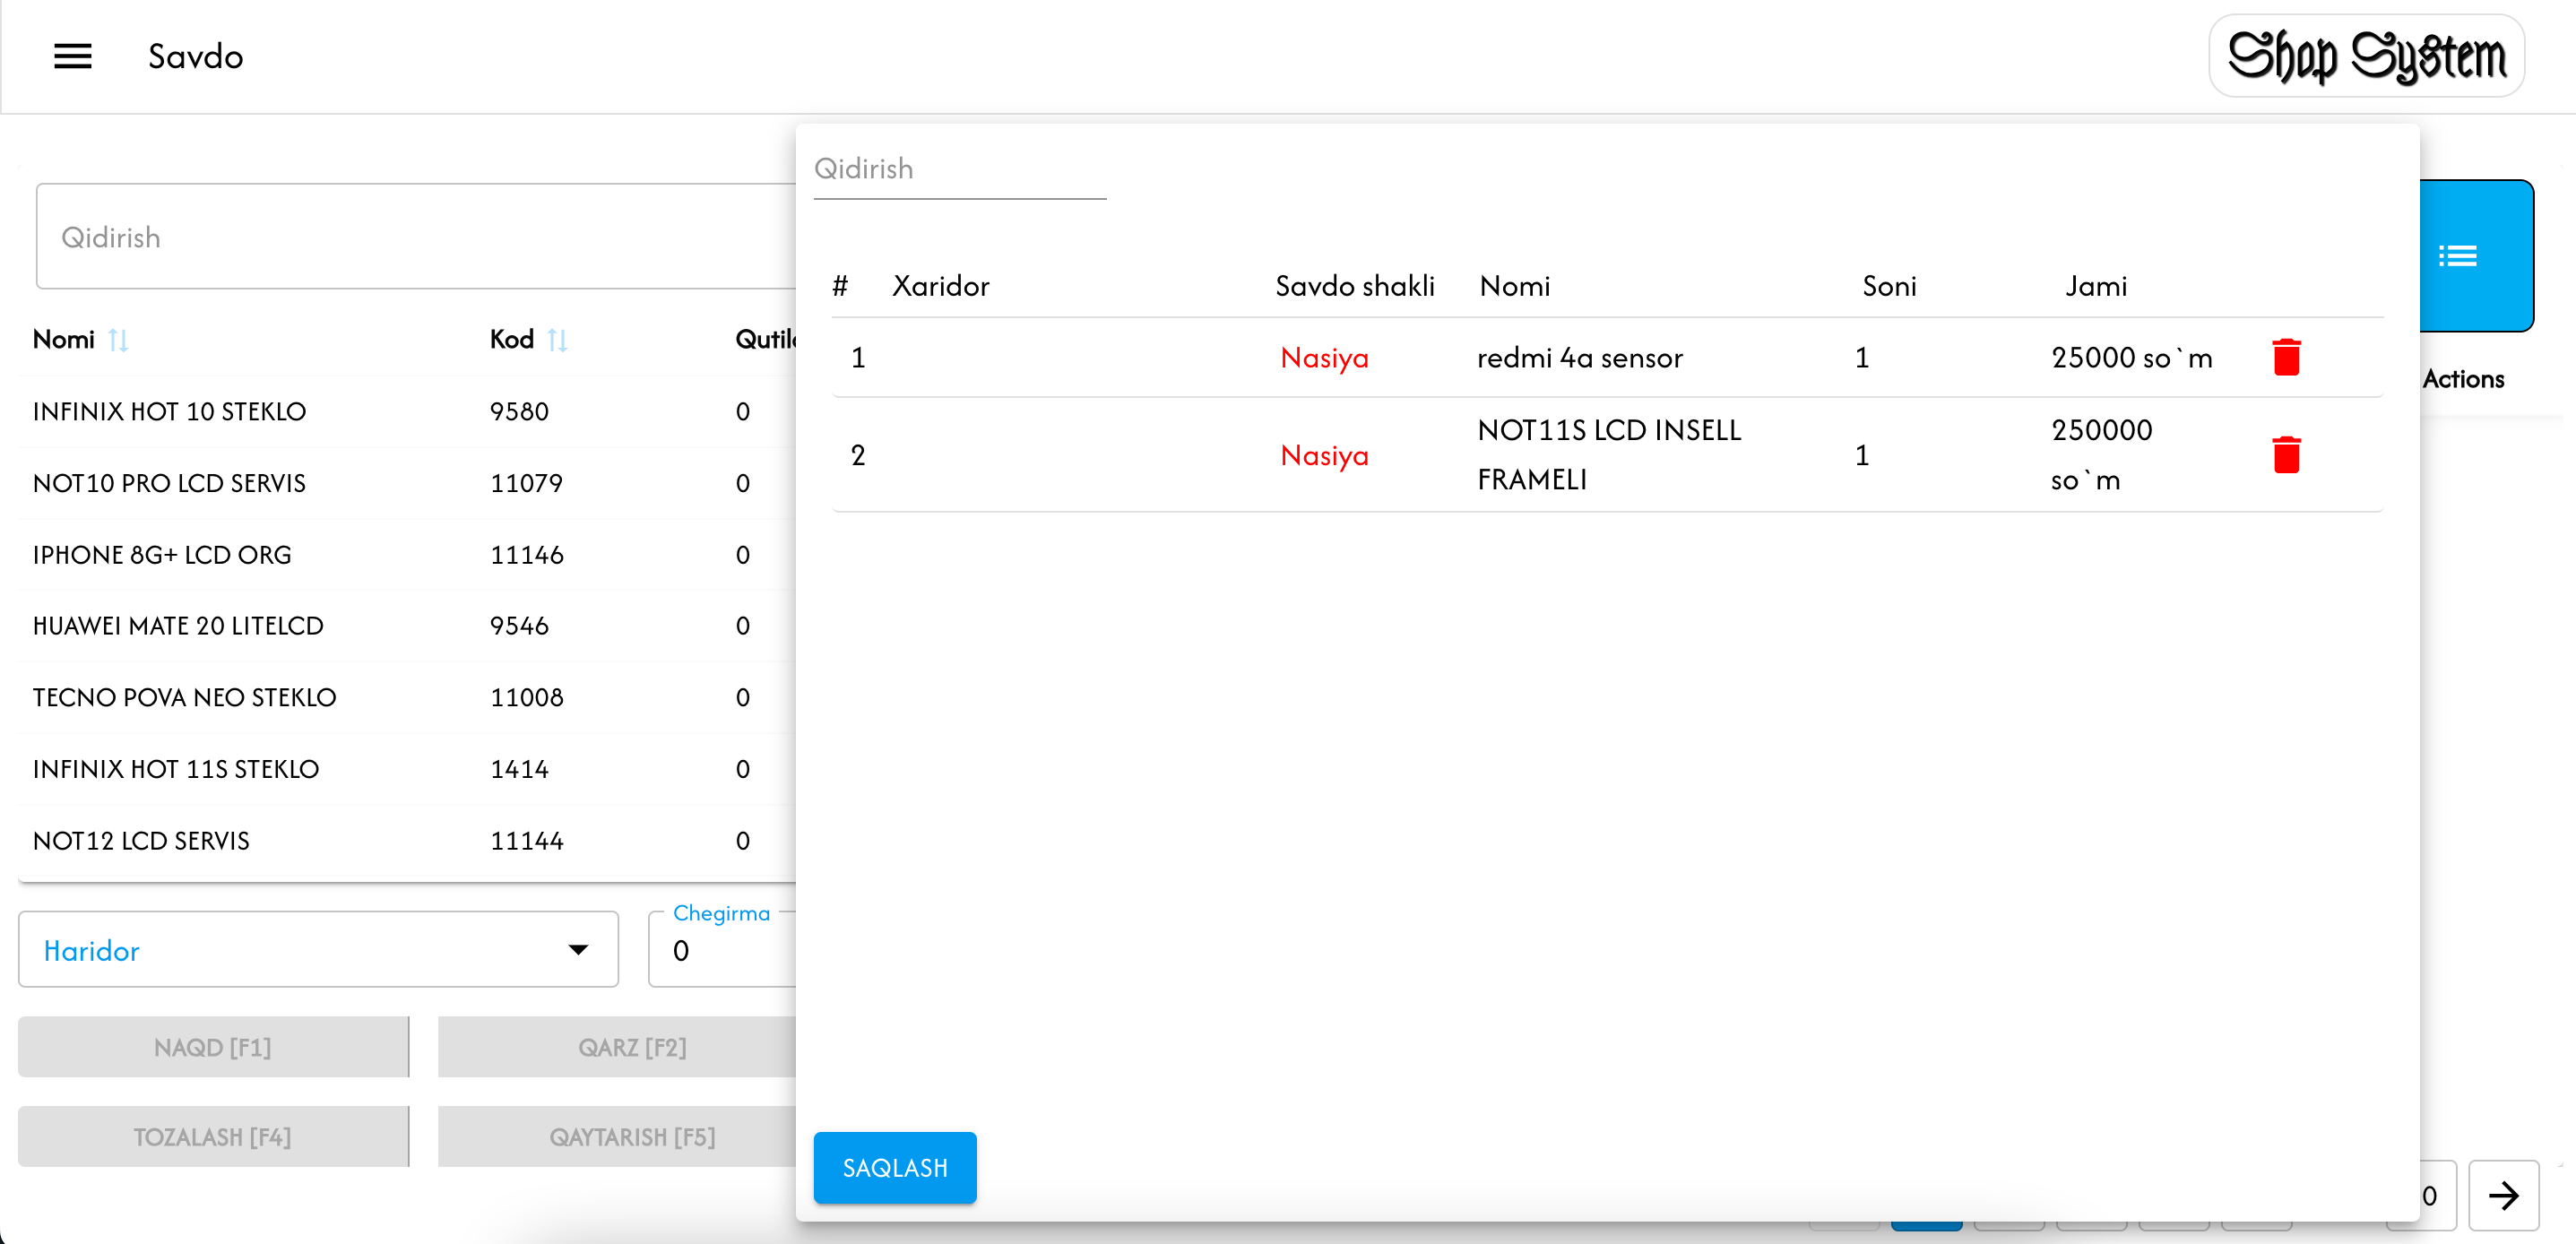 Savdo
Shop System
Qidirish
Nomi Kod
INFINIX HOT 10 STEKLO 9580 0
NOT10 PRO LCD SERVIS 11079 0
IPHONE 8G+ LCD ORG 11146 0
HUAWEI MATE 20 LITELCD 9546 0
TECNO POVA NEO STEKLO 11008 0
INFINIX HOT 11S STEKLO 1414 0
NOT12 LCD SERVIS 11144 0
Haridor
Chegirma
0
NAQD [F1] QARZ [F2]
TOZALASH [F4] QAYTARISH [F5]
Qidirish
# Xaridor Savdo shakli Nomi Soni Jami
1 Nasiya redmi 4a sensor 1 25000 so`m
2 Nasiya NOT11S LCD INSELL 1 250000
FRAMELI so`m
SAQLASH
Actions
0